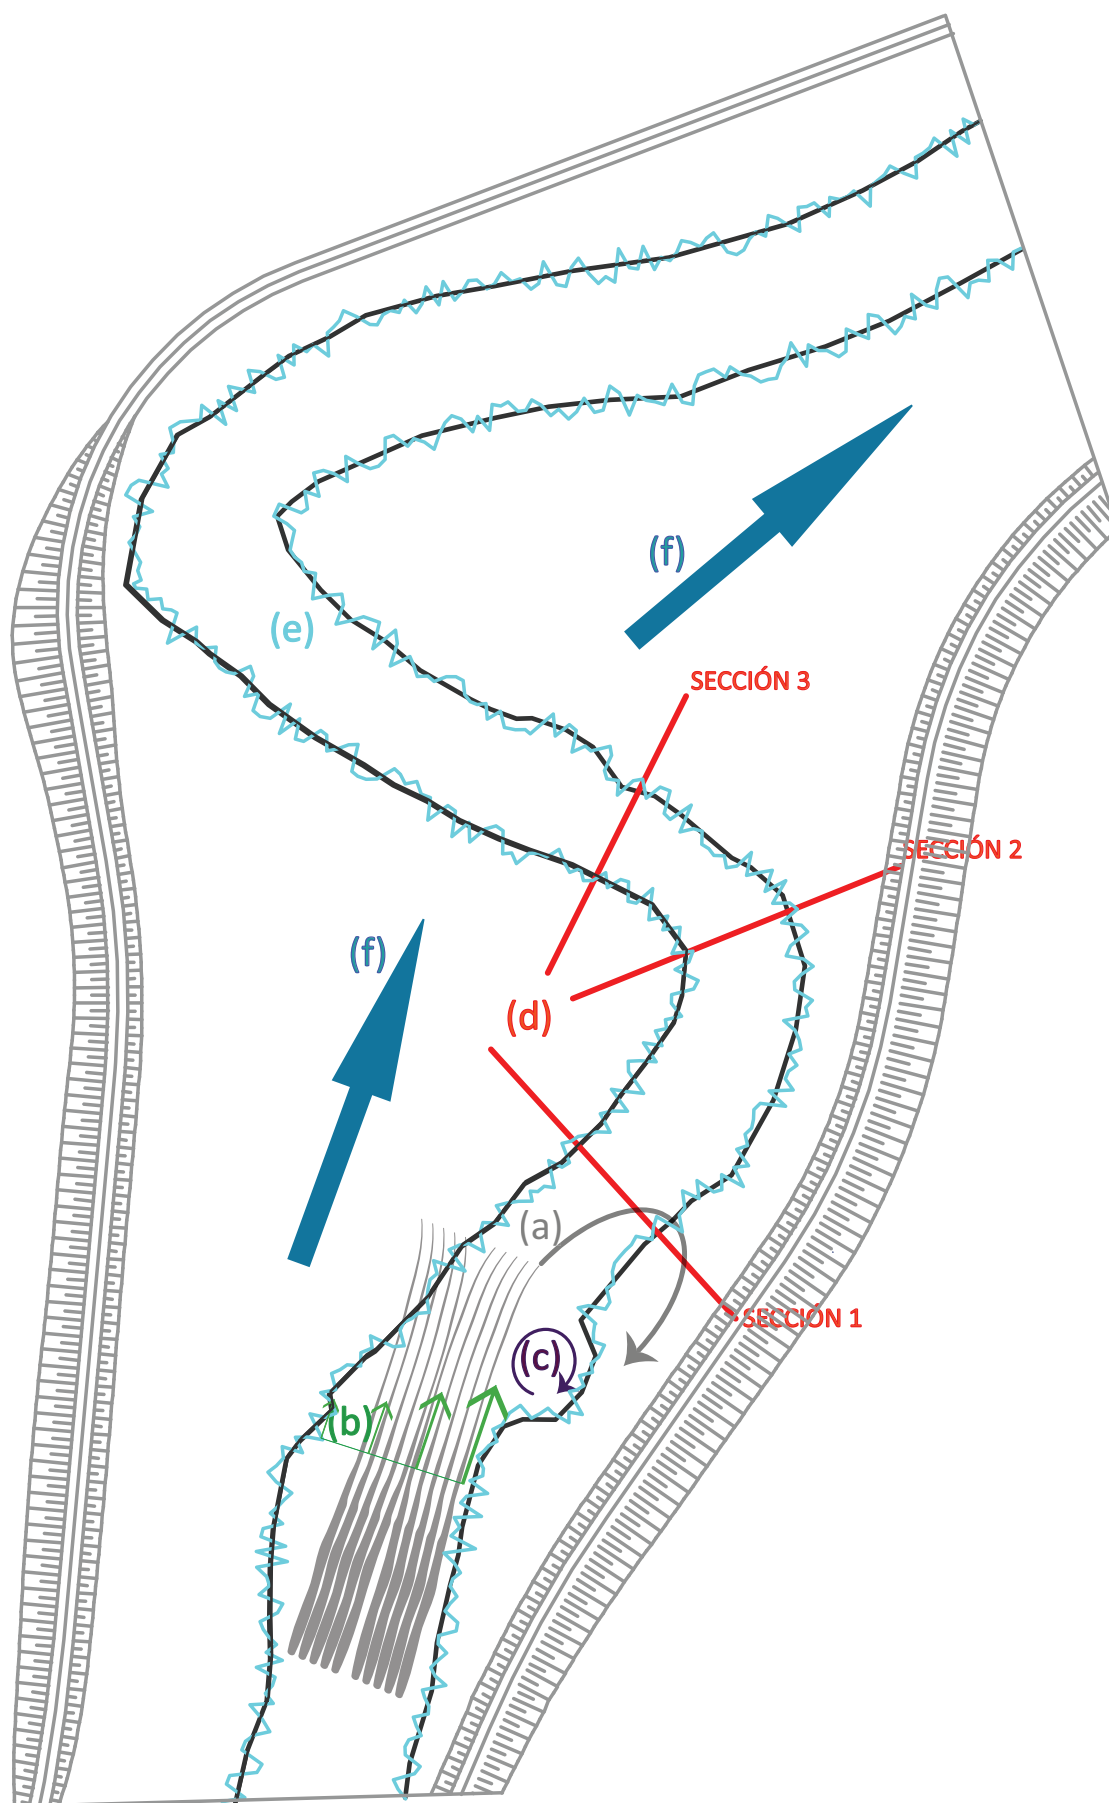 (f)
(e)
SECCIÓN 3
SECCIÓN 2
(f)
(d)
(a)
SECCIÓN 1
(c)
(b)